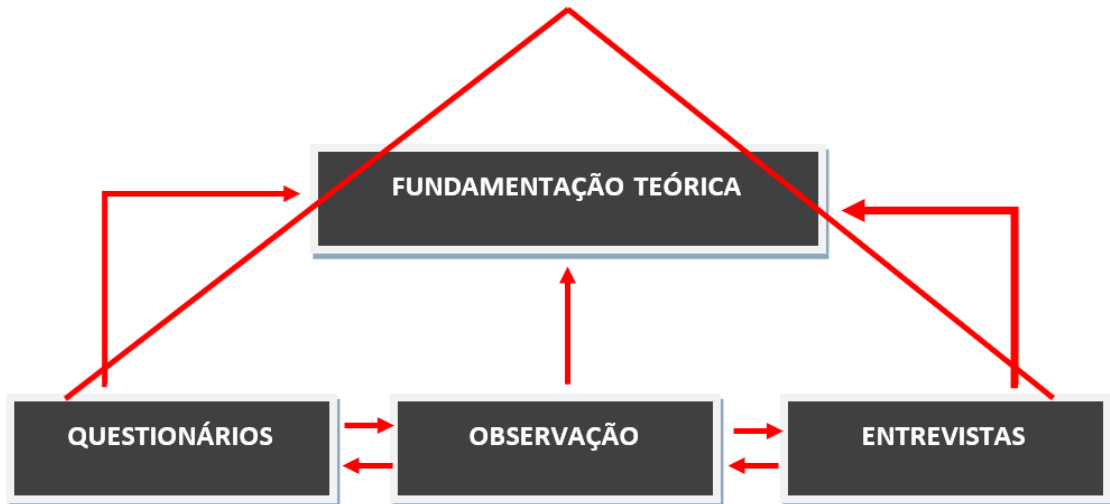 FUNDAMENTAÇÃO TEÓRICA
QUESTIONÁRIOS
OBSERVAÇÃO
ENTREVISTAS